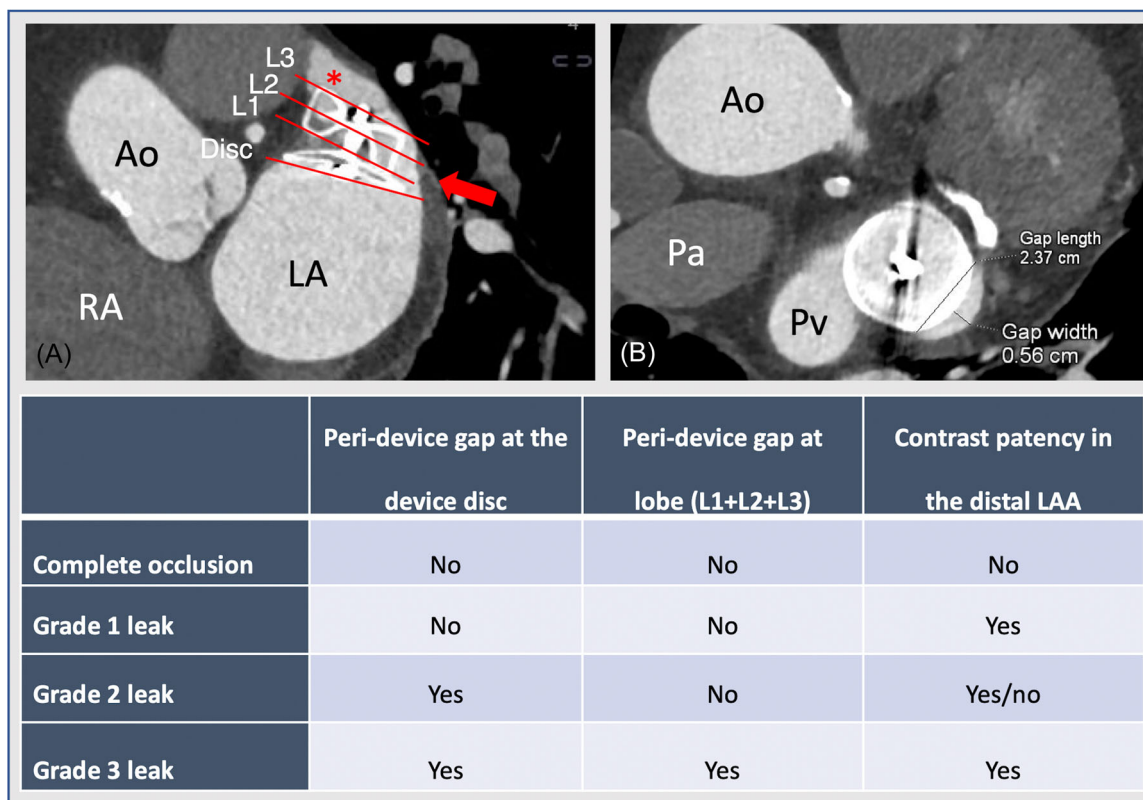 4
L3
*
L2
L1
Disc
Ao
LA
RA
(A)
Ao
Pa
Pv
Gap length
2.37 cm
Gap width
0.56 cm
(B)
Peri-device gap at the device disc
Peri-device gap at lobe (L1+L2+L3)
Contrast patency in the distal LAA
Complete occlusion
No
No
No
Grade 1 leak
No
No
Yes
Grade 2 leak
Yes
No
Yes/no
Grade 3 leak
Yes
Yes
Yes